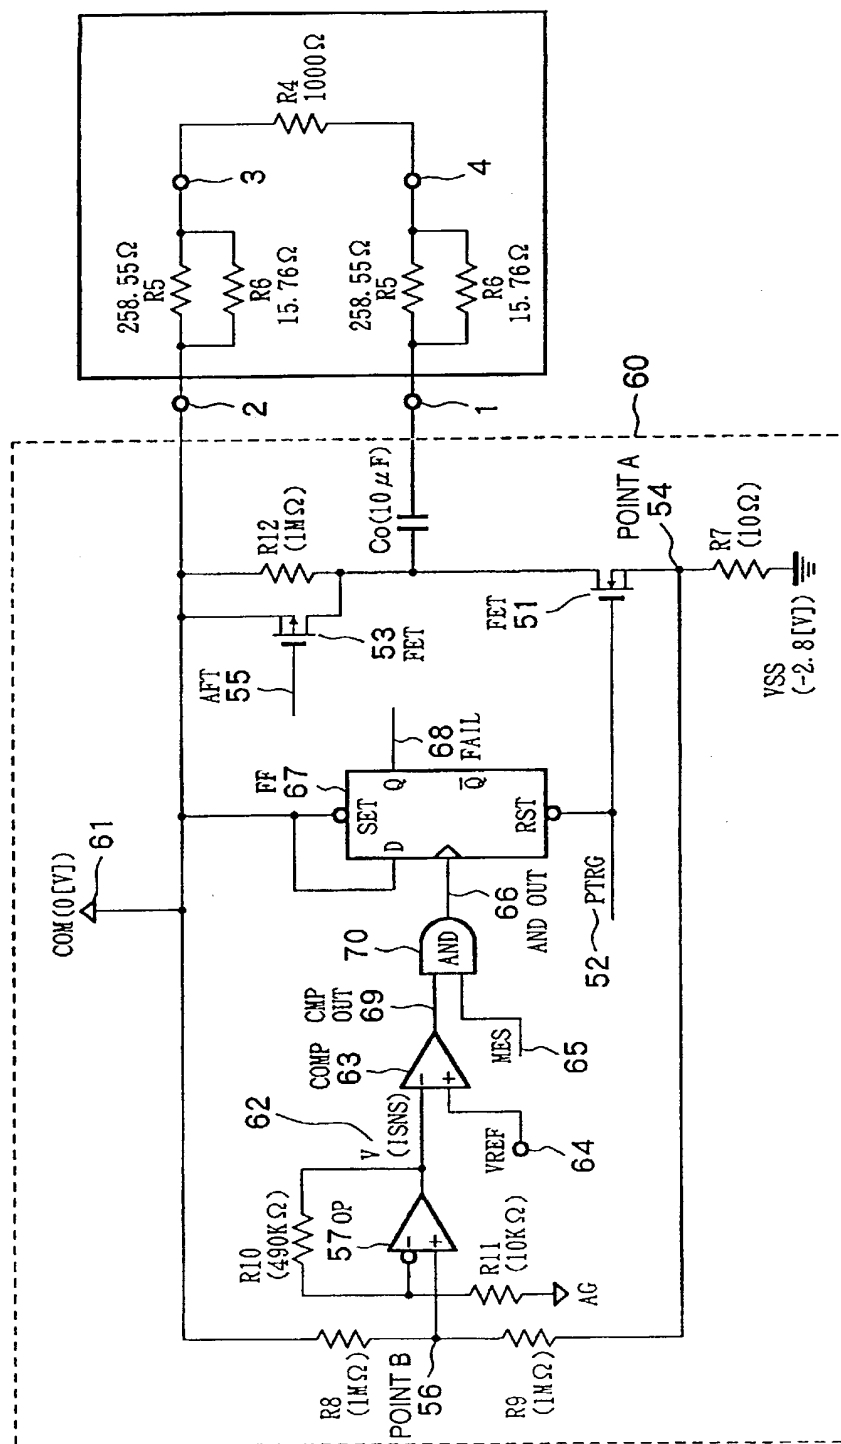 COM(0[V])
61
R8
(1MΩ)
POINT B
56
R9
(1MΩ)
R10
(490KΩ)
57 OP
-
+
R11
(10KΩ)
AG
62
V
(ISNS)
COMP
63
-
+
VREF
64
CMP
OUT
69
MES
65
70
AND
66
AND OUT
FF
67
SET
D
Q
Q̅
RST
68
FAIL
52 PTRG
AFT
55
53
FET
R12
(1MΩ)
Co(10μF)
FET
51
POINT A
54
R7
(10Ω)
VSS
(-2.8[V])
60
2
1
258.55Ω
R5
R6
15.76Ω
258.55Ω
R5
R6
15.76Ω
3
4
R4
1000Ω